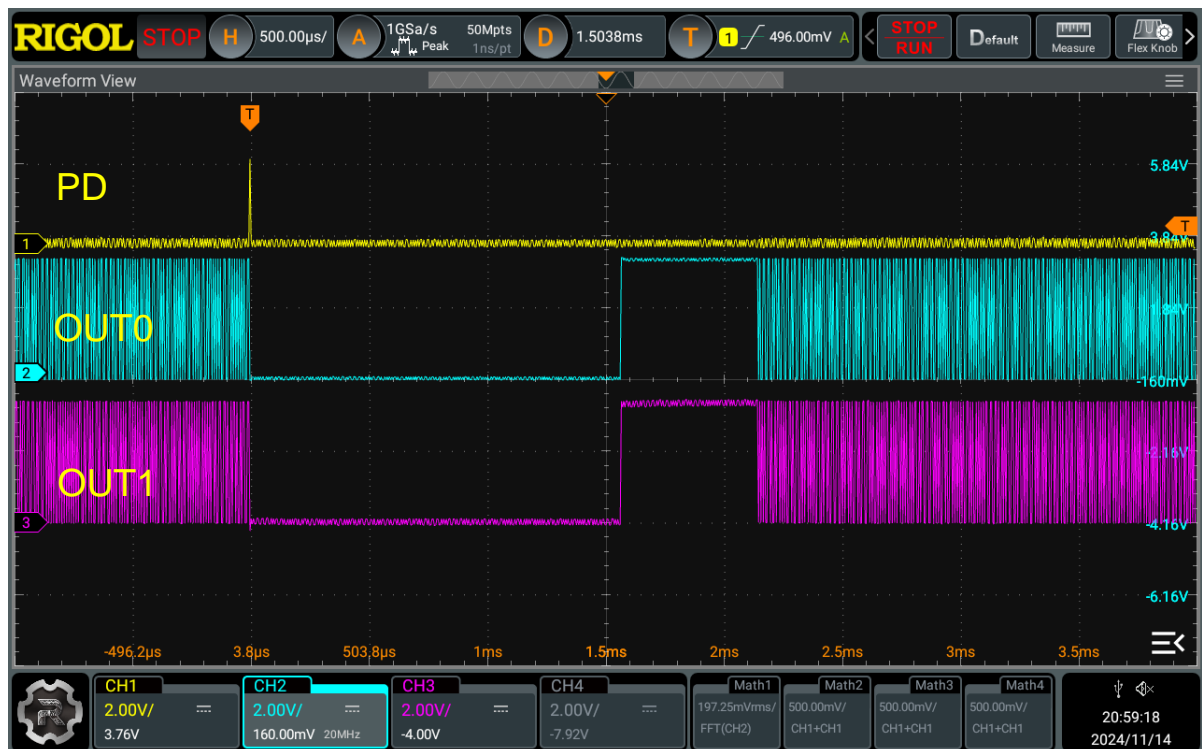 RIGOL STOP H 500.00µs/ A 1GSa/s Peak 50Mpts 1ns/pt D 1.5038ms T 1 496.00mV A STOP RUN Default Measure Flex Knob
Waveform View
T
5.84V
PD
T
1
3.84V
1.84V
OUT0
2
-160mV
-2.16V
OUT1
3
-4.16V
-6.16V
-496.2µs 3.8µs 503.8µs 1ms 1.5ms 2ms 2.5ms 3ms 3.5ms
CH1 CH2 CH3 CH4 Math1 Math2 Math3 Math4
2.00V/ 2.00V/ 2.00V/ 2.00V/ 197.25mVrms/ 500.00mV/ 500.00mV/ 500.00mV/
3.76V 160.00mV 20MHz -4.00V -7.92V FFT(CH2) CH1+CH1 CH1+CH1 CH1+CH1
R
20:59:18
2024/11/14